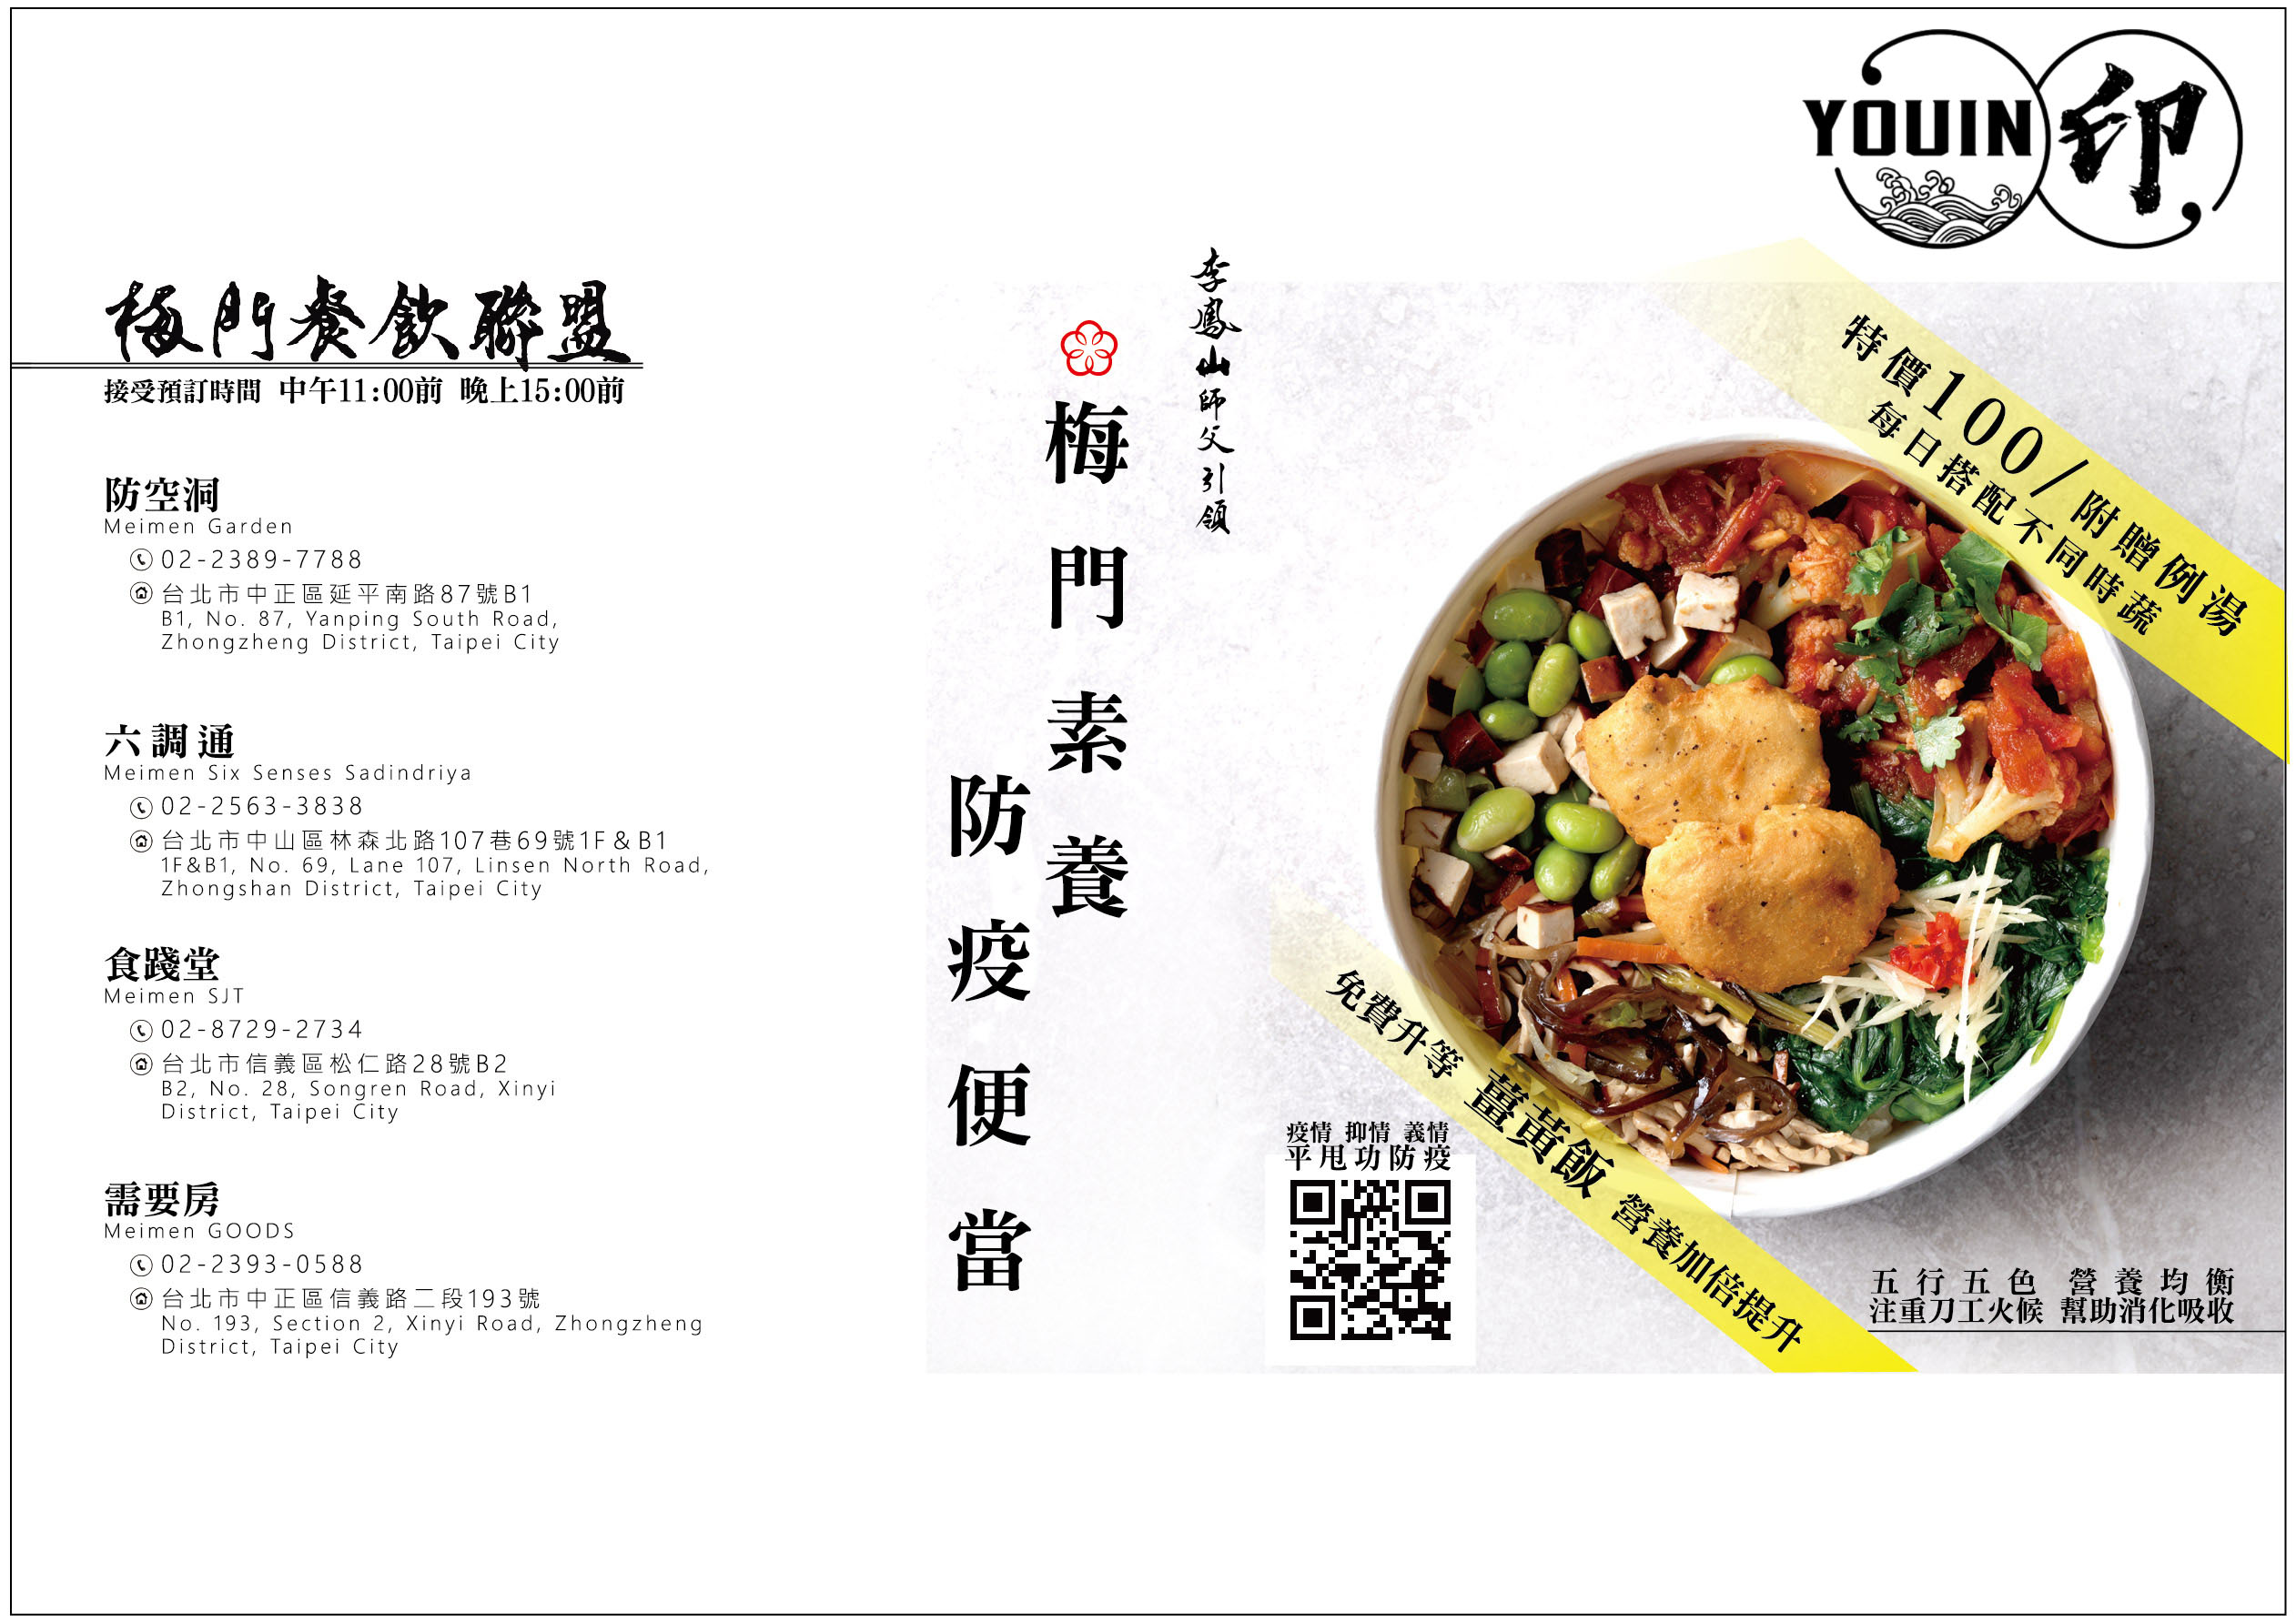 YOUIN 印
梅門餐飲聯盟
接受預訂時間 中午11:00前 晚上15:00前
防空洞
Meimen Garden
02-2389-7788
台北市中正區延平南路87號B1
B1, No. 87, Yanping South Road,
Zhongzheng District, Taipei City
六調通
Meimen Six Senses Sadindriya
02-2563-3838
台北市中山區林森北路107巷69號1F&B1
1F&B1, No. 69, Lane 107, Linsen North Road,
Zhongshan District, Taipei City
食踐堂
Meimen SJT
02-8729-2734
台北市信義區松仁路28號B2
B2, No. 28, Songren Road, Xinyi
District, Taipei City
需要房
Meimen GOODS
02-2393-0588
台北市中正區信義路二段193號
No. 193, Section 2, Xinyi Road, Zhongzheng
District, Taipei City
李鳳山師父引領
梅門素養
防疫便當
特價100/附贈例湯
每日搭配不同時蔬
免費升等 薑黃飯 營養加倍提升
疫情 抑情 義情
平甩功防疫
五行五色 營養均衡
注重刀工火候 幫助消化吸收